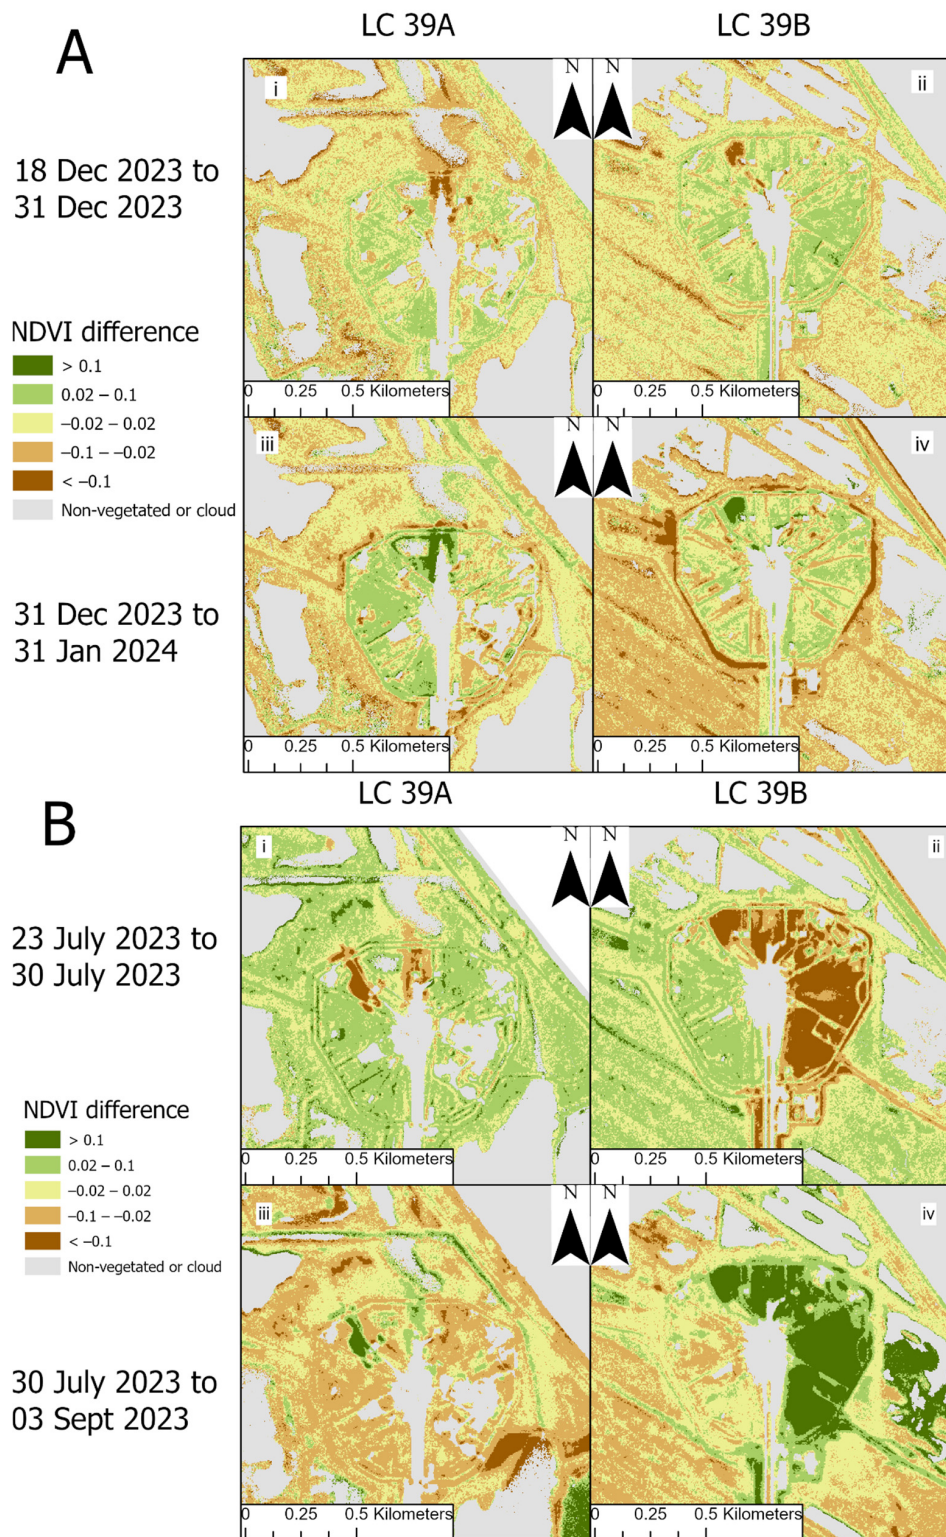 A
LC 39A
LC 39B
18 Dec 2023 to
31 Dec 2023
i
N
N
ii
0 0.25 0.5 Kilometers
0 0.25 0.5 Kilometers
NDVI difference
> 0.1
0.02 – 0.1
–0.02 – 0.02
–0.1 – –0.02
< –0.1
Non-vegetated or cloud
31 Dec 2023 to
31 Jan 2024
iii
N
N
iv
0 0.25 0.5 Kilometers
0 0.25 0.5 Kilometers
B
LC 39A
LC 39B
23 July 2023 to
30 July 2023
i
N
N
ii
0 0.25 0.5 Kilometers
0 0.25 0.5 Kilometers
NDVI difference
> 0.1
0.02 – 0.1
–0.02 – 0.02
–0.1 – –0.02
< –0.1
Non-vegetated or cloud
30 July 2023 to
03 Sept 2023
iii
N
N
iv
0 0.25 0.5 Kilometers
0 0.25 0.5 Kilometers